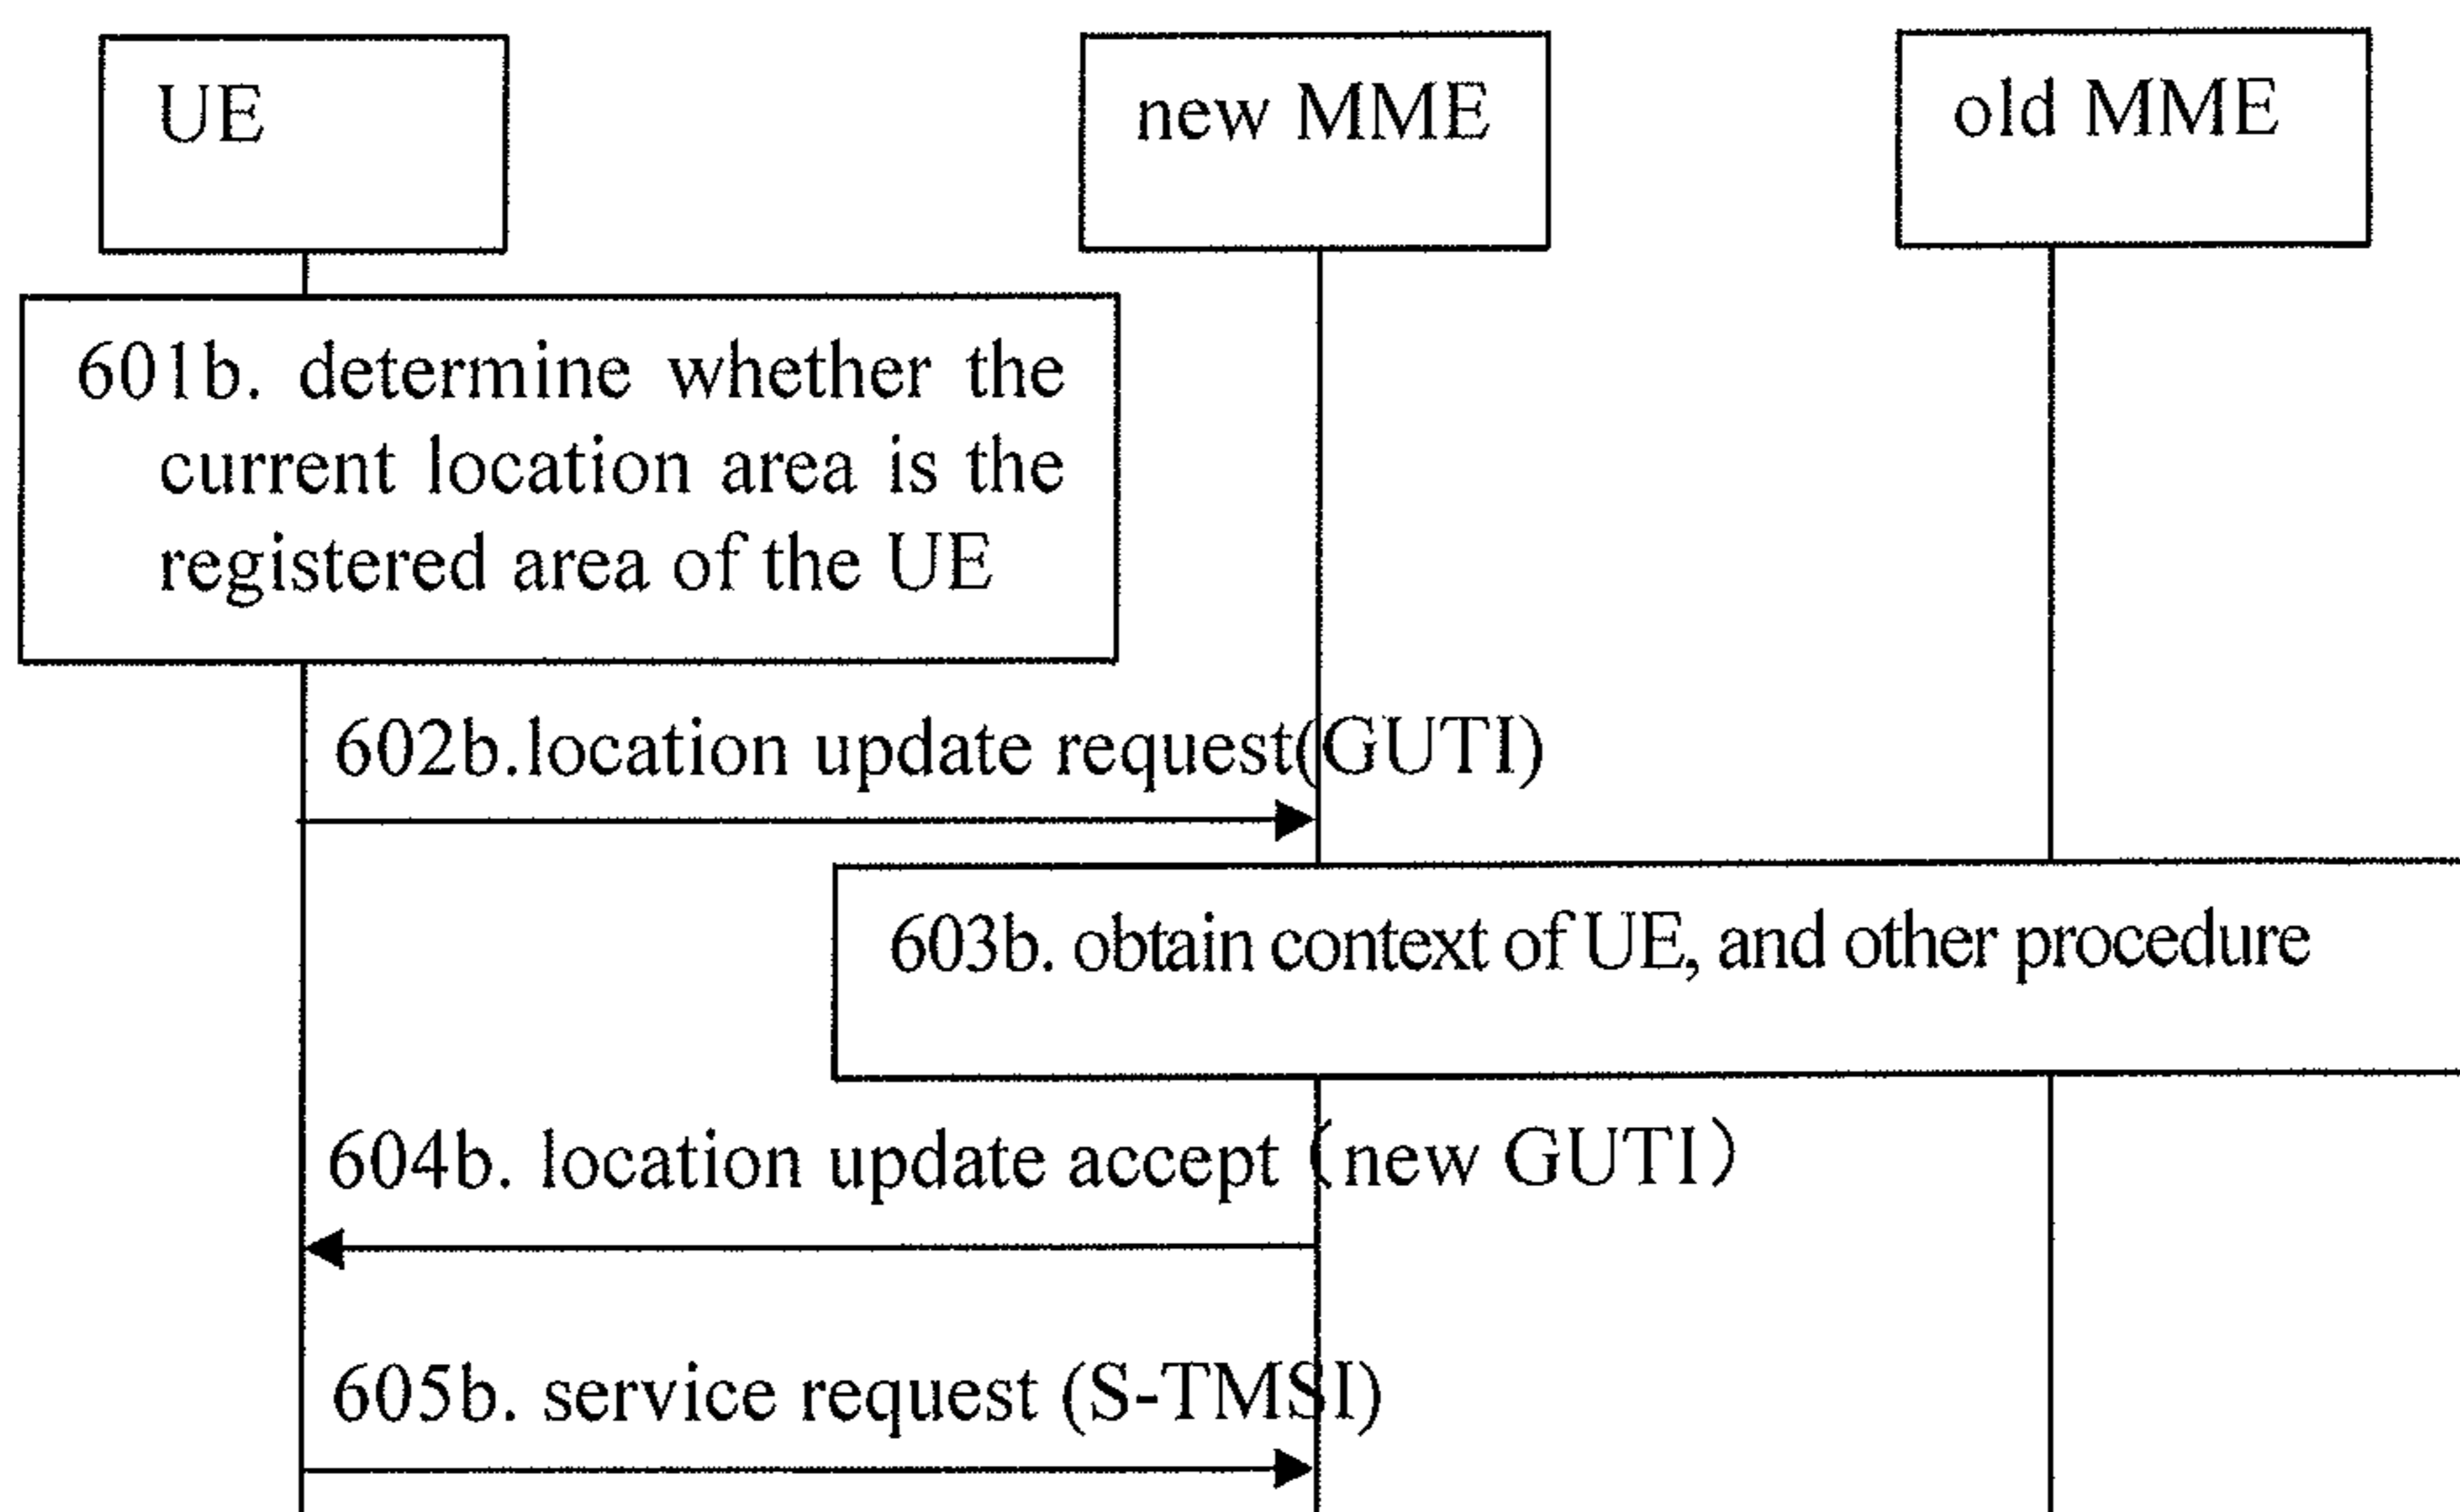 UE
new MME
old MME
601b. determine whether the
current location area is the
registered area of the UE
602b.location update request(GUTI)
603b. obtain context of UE, and other procedure
604b. location update accept（new GUTI）
605b. service request (S-TMSI)